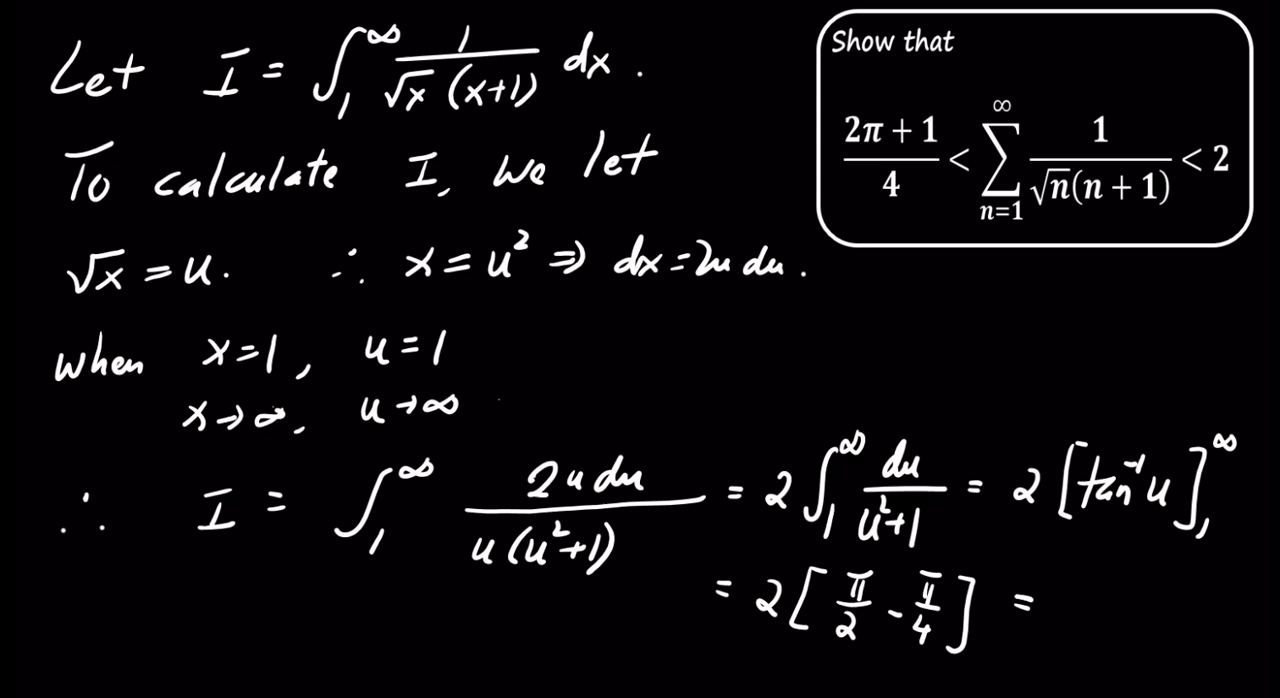 Let I = ∫₁^∞ 1/(√x (x+1)) dx.
To calculate I, we let
√x = u. ∴ x = u² ⇒ dx = 2u du.
when x = 1, u = 1
x → ∞, u → ∞
∴ I = ∫₁^∞ 2u du/(u(u²+1)) = 2 ∫₁^∞ du/(u²+1) = 2 [tan⁻¹ u]₁^∞
= 2 [π/2 - π/4] =
Show that
(2π + 1)/4 < ∑_{n=1}^{∞} 1/(√n(n + 1)) < 2